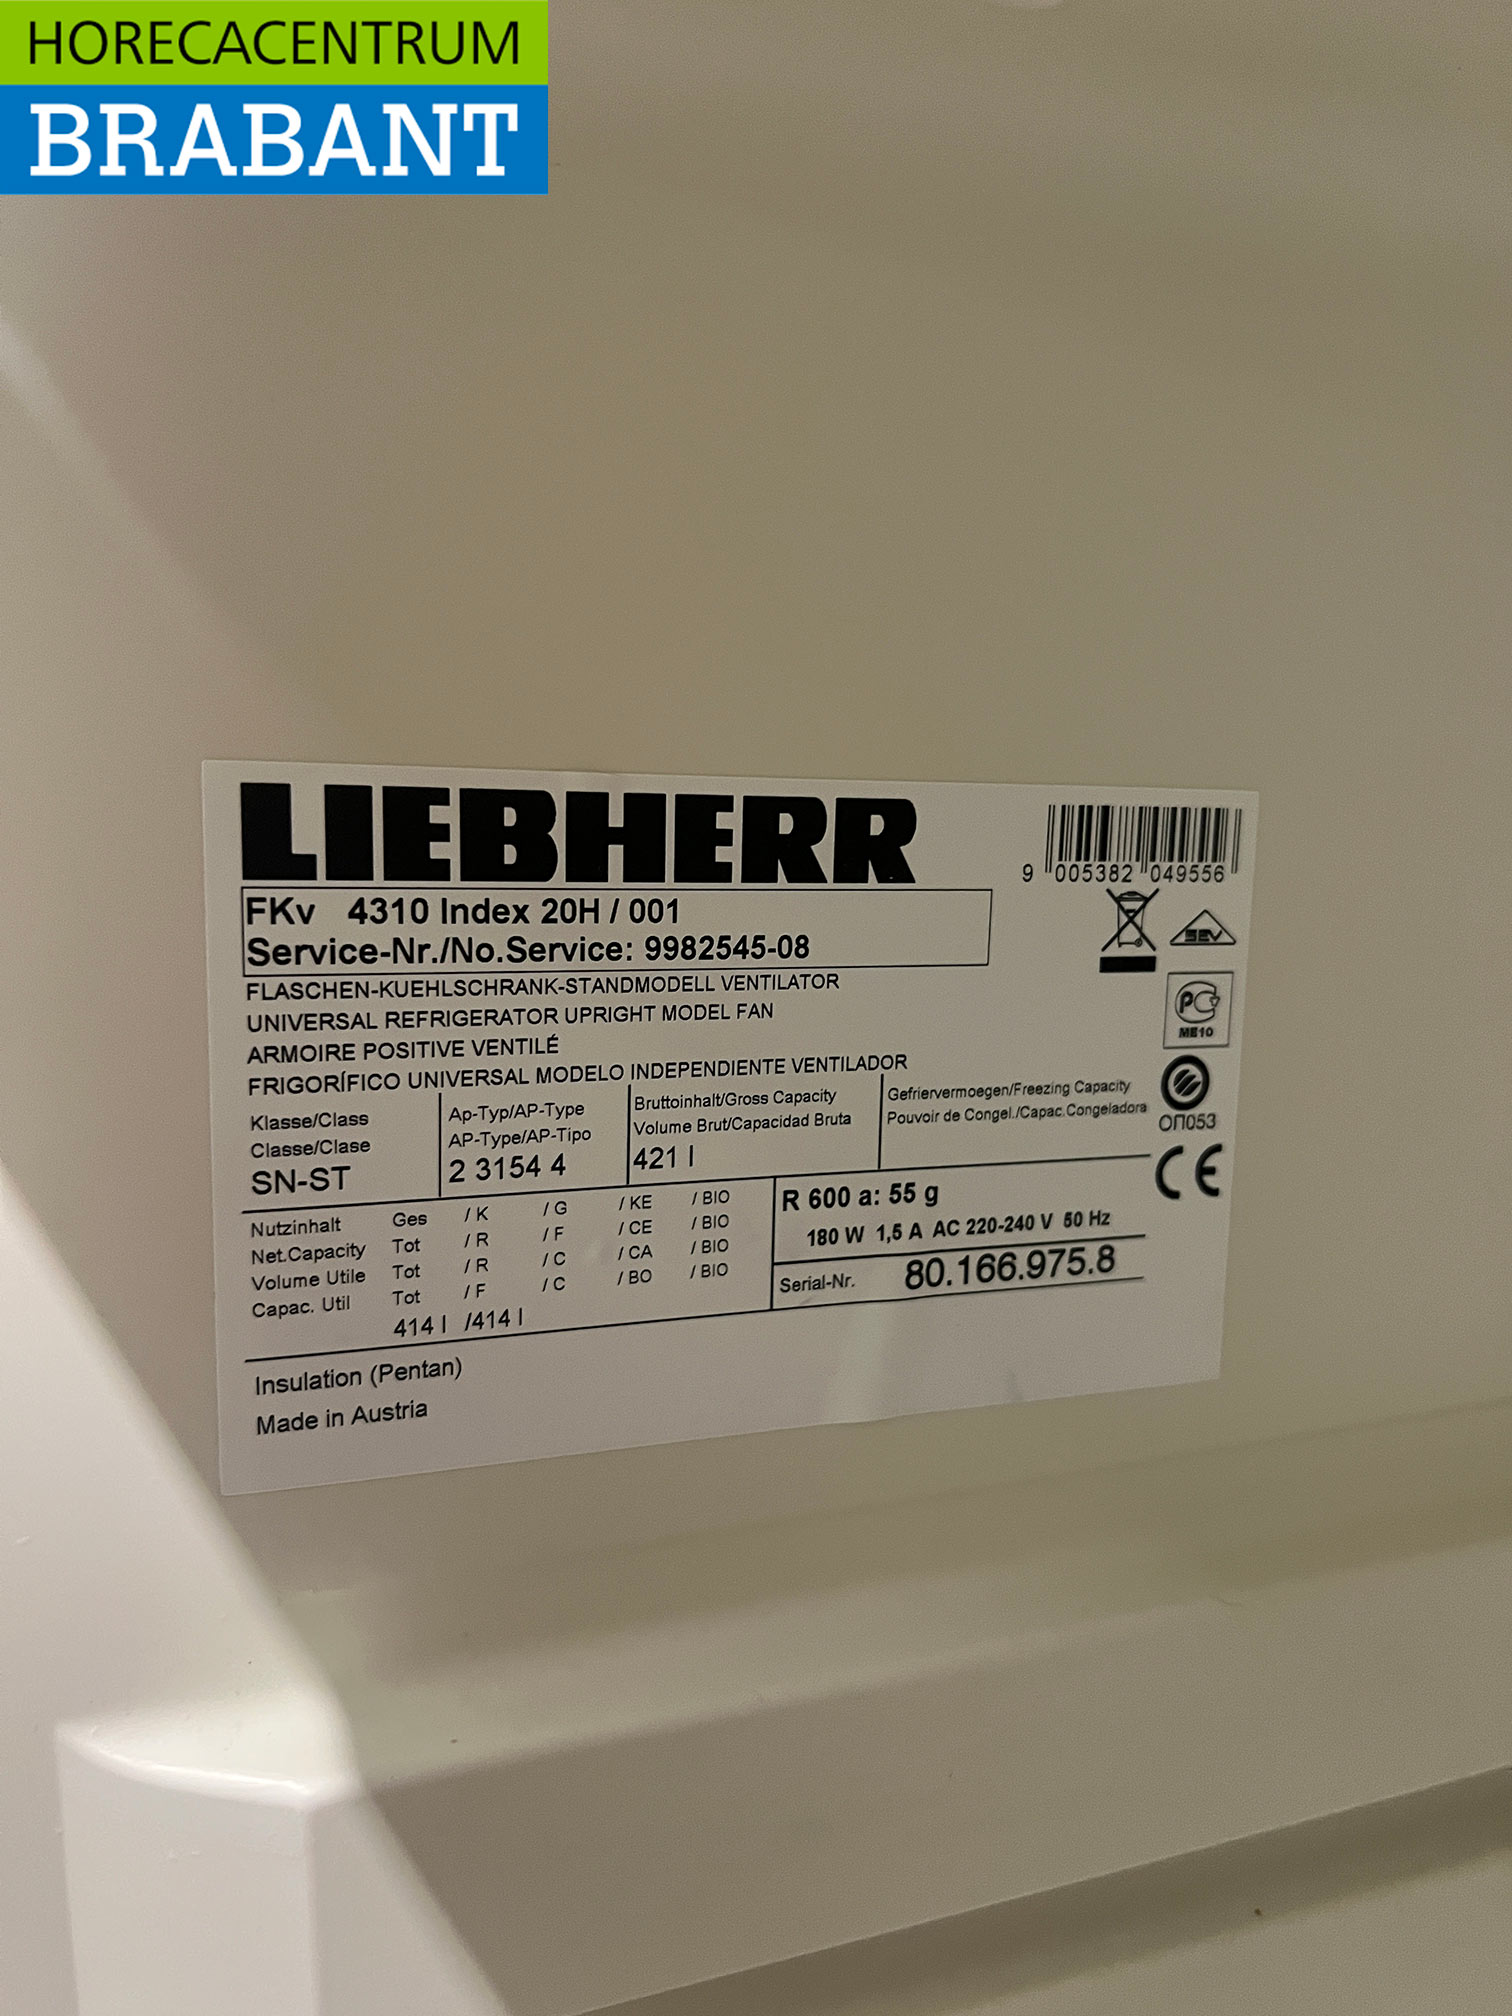 HORECACENTRUM
BRABANT
LIEBHERR
9 005382 049556
FKv 4310 Index 20H / 001
Service-Nr./No.Service: 9982545-08
SEV
FLASCHEN-KUEHLSCHRANK-STANDMODELL VENTILATOR
UNIVERSAL REFRIGERATOR UPRIGHT MODEL FAN
ARMOIRE POSITIVE VENTILÉ
FRIGORÍFICO UNIVERSAL MODELO INDEPENDIENTE VENTILADOR
РС
ME10
ОП053
CE
Klasse/Class
Classe/Clase
SN-ST
Ap-Typ/AP-Type
AP-Type/AP-Tipo
2 3154 4
Bruttoinhalt/Gross Capacity
Volume Brut/Capacidad Bruta
421 l
Gefriervermoegen/Freezing Capacity
Pouvoir de Congel./Capac.Congeladora
Nutzinhalt Ges / K / G / KE / BIO
Net.Capacity Tot / R / F / CE / BIO
Volume Utile Tot / R / C / CA / BIO
Capac. Util Tot / F / C / BO / BIO
414 l /414 l
R 600 a: 55 g
180 W 1,5 A AC 220-240 V 50 Hz
Serial-Nr. 80.166.975.8
Insulation (Pentan)
Made in Austria